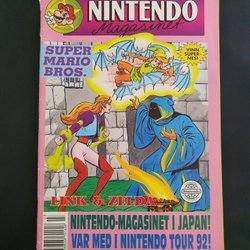 NINTENDO
Magasinet
SUPER
MARIO
BROS.
VINN
SUPER-
NES!
LINK & ZELDA
NINTENDO-MAGASINET I JAPAN!
VAR MED I NINTENDO TOUR 92!